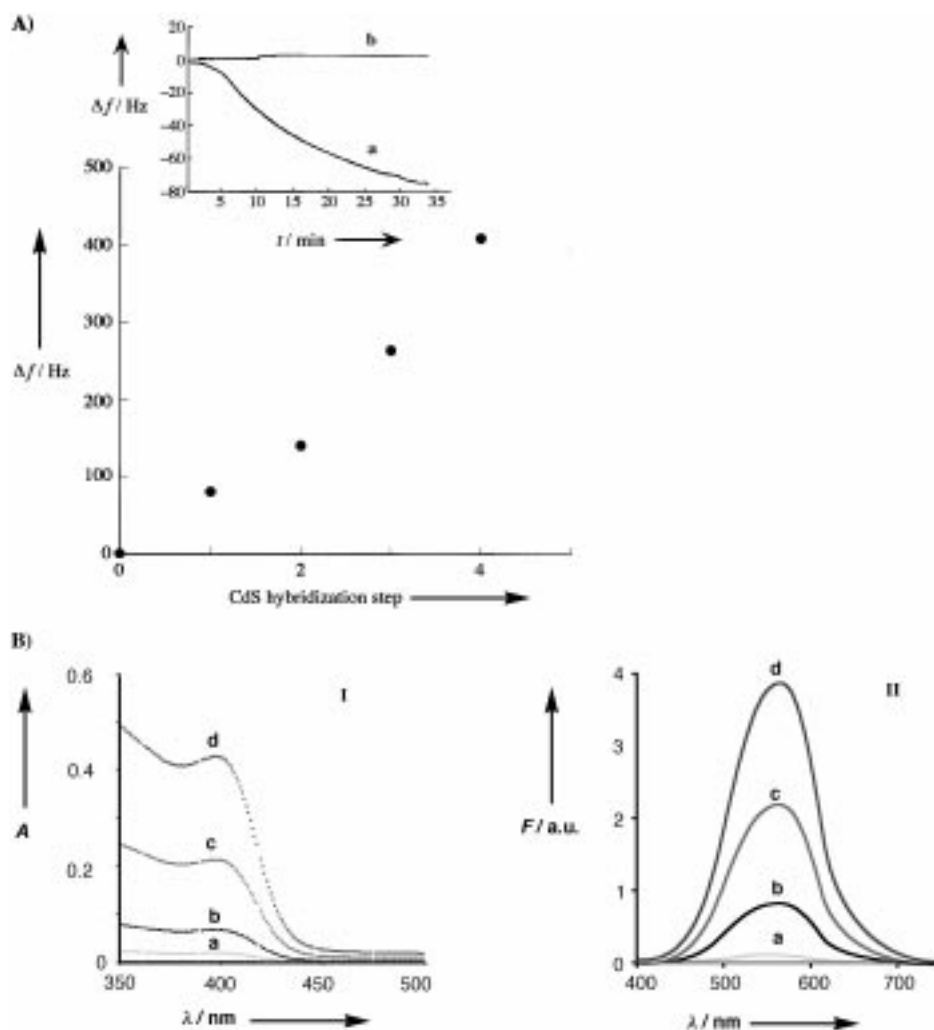 A)
20
0
−20
−40
−60
−80
Δf / Hz
b
a
5 10 15 20 25 30 35
t / min
500
400
300
200
100
0
Δf / Hz
0 2 4
CdS hybridization step
B)
0.6
0.4
0.2
0
A
I
d
c
b
a
350 400 450 500
λ / nm
4
3
2
1
0
F / a.u.
II
d
c
b
a
400 500 600 700
λ / nm